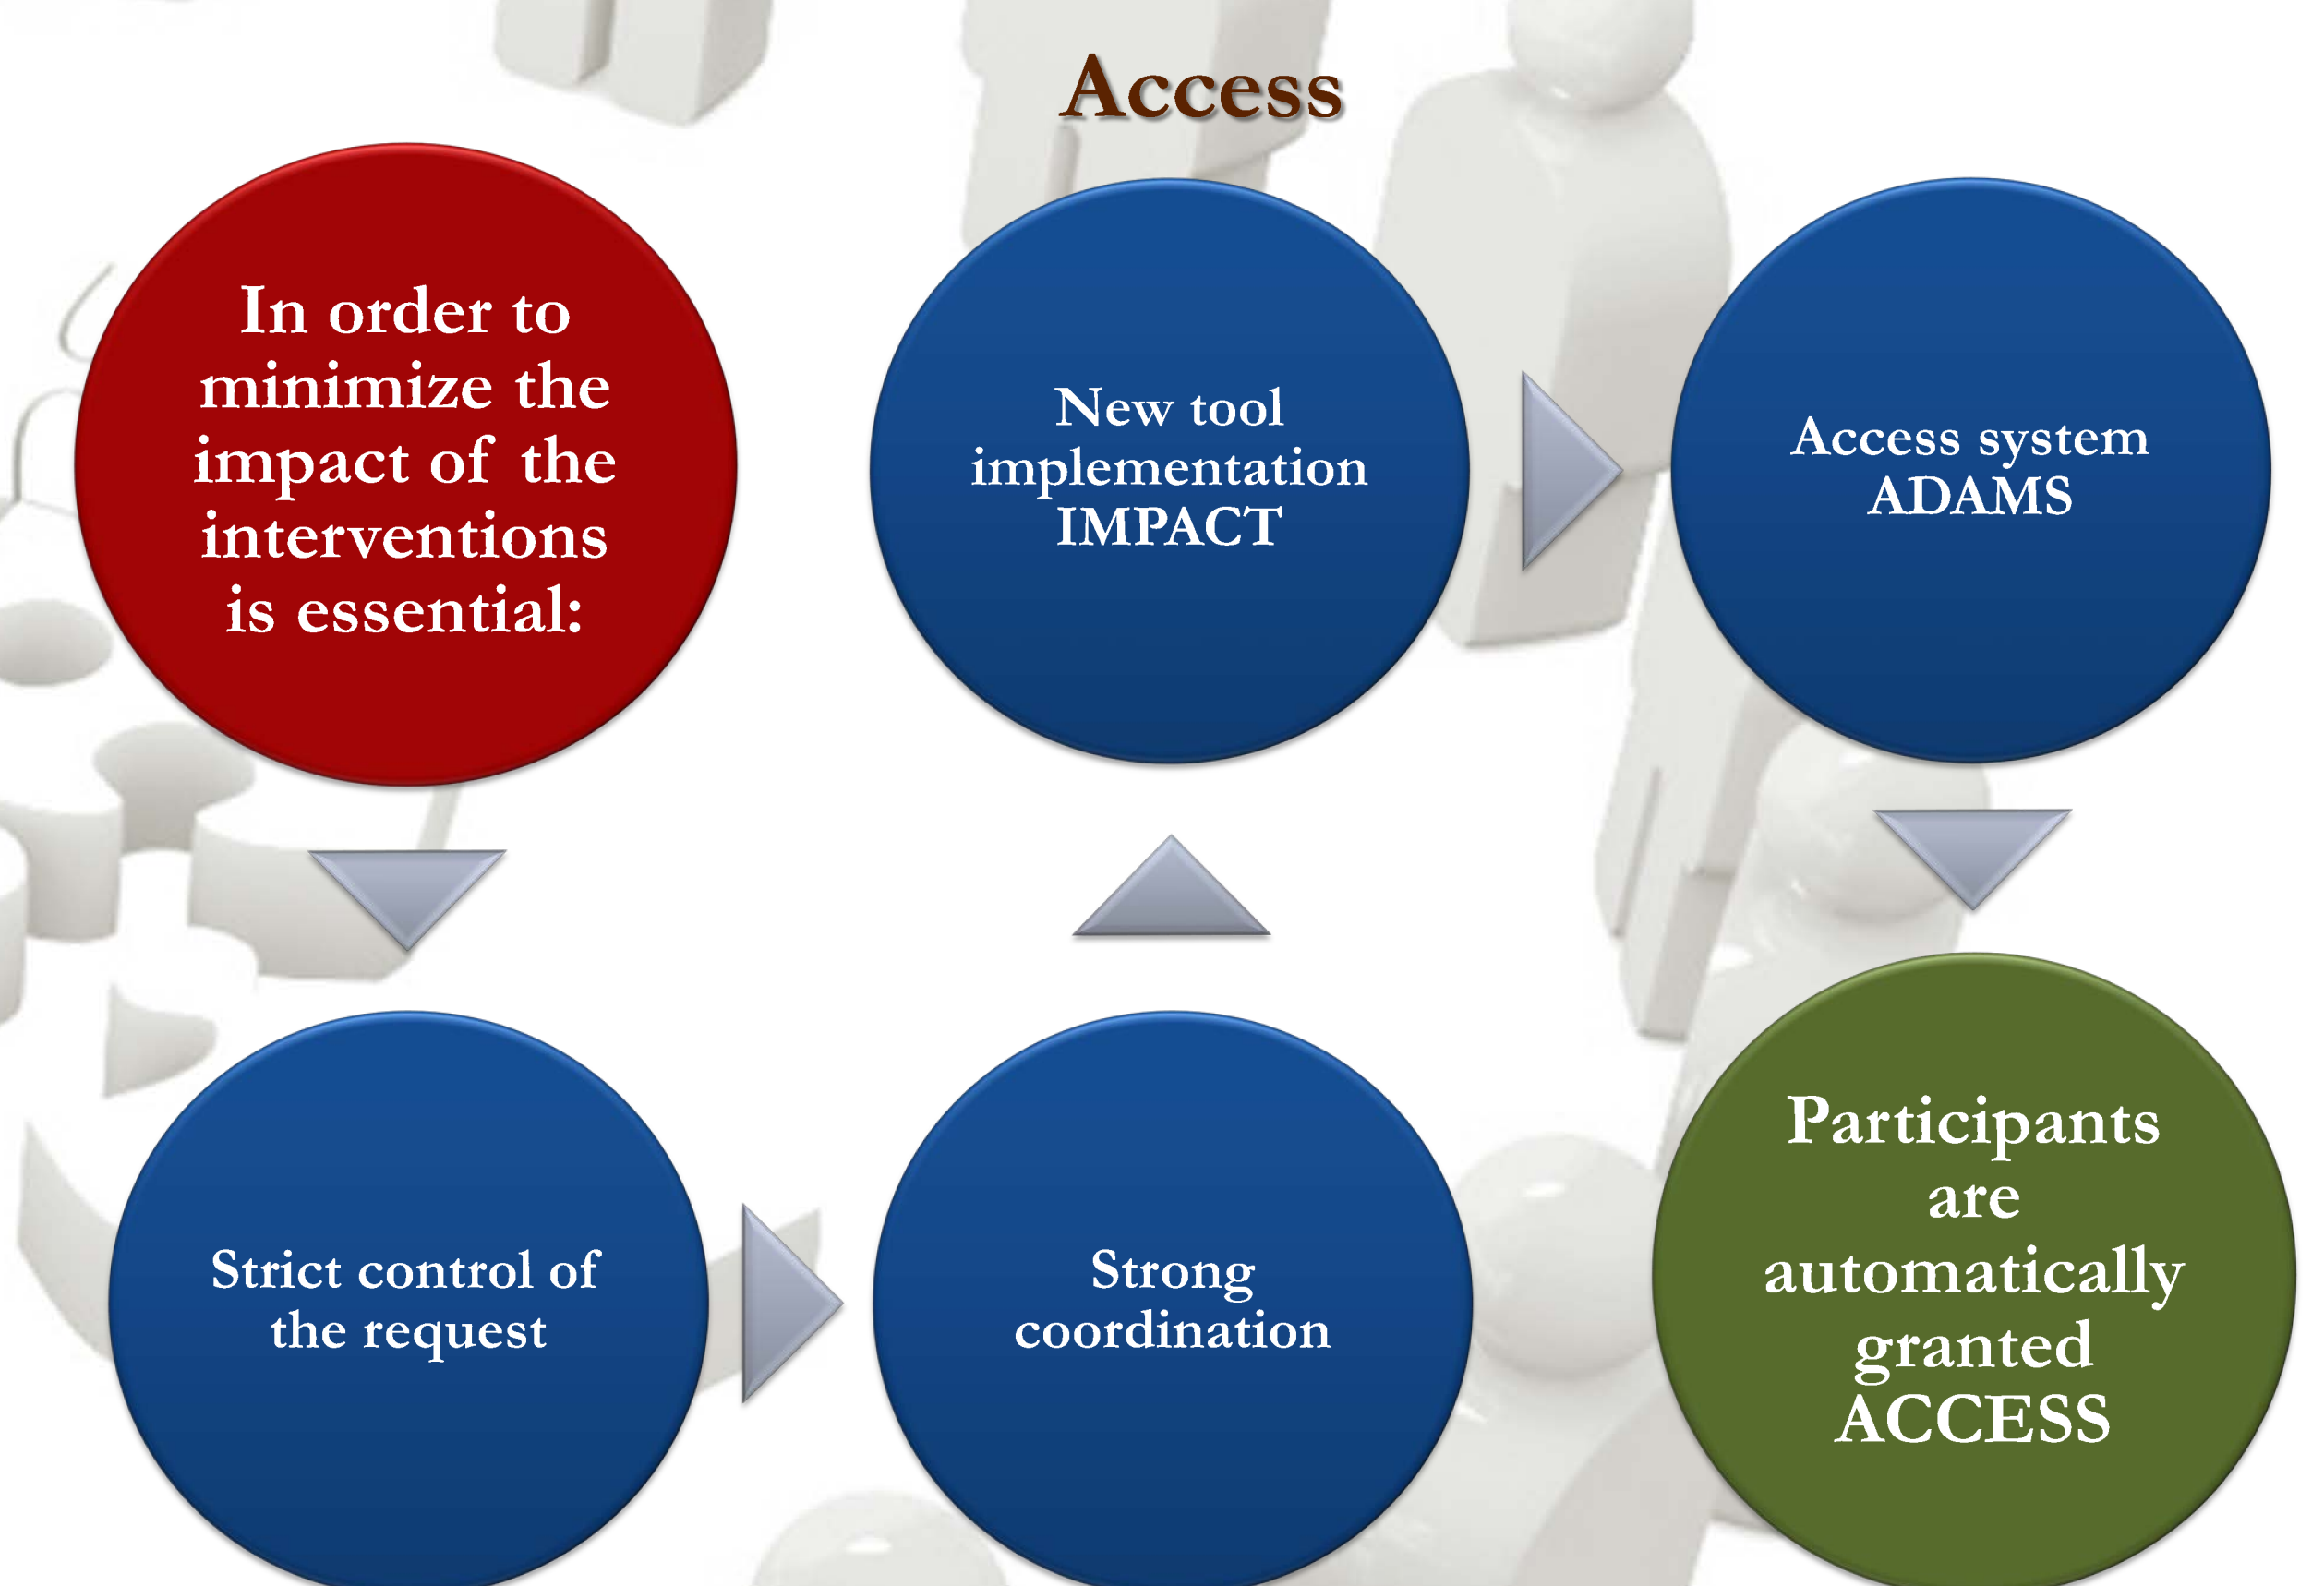 Access
In order to
minimize the
impact of the
interventions
is essential:
Strict control of
the request
Strong
coordination
New tool
implementation
IMPACT
Access system
ADAMS
Participants
are
automatically
granted
ACCESS